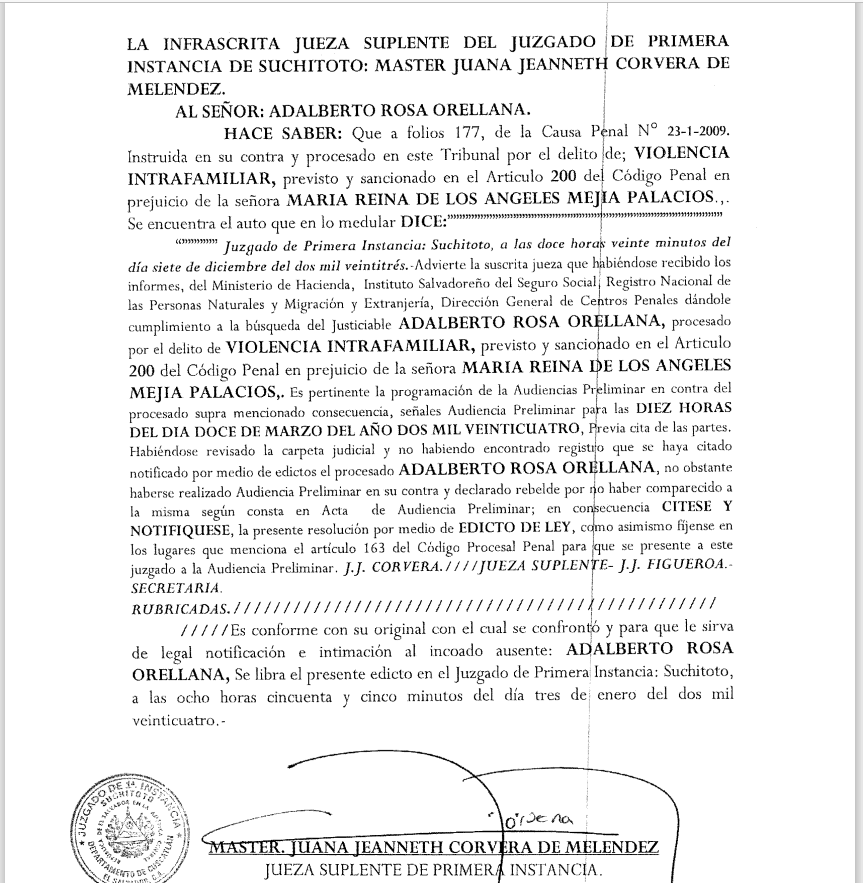 LA INFRASCRITA JUEZA SUPLENTE DEL JUZGADO DE PRIMERA
INSTANCIA DE SUCHITOTO: MASTER JUANA JEANNETH CORVERA DE
MELENDEZ.
AL SEÑOR: ADALBERTO ROSA ORELLANA.
HACE SABER: Que a folios 177, de la Causa Penal N° 23-1-2009.
Instruida en su contra y procesado en este Tribunal por el delito de; VIOLENCIA
INTRAFAMILIAR, previsto y sancionado en el Articulo 200 del Código Penal en
prejuicio de la señora MARIA REINA DE LOS ANGELES MEJIA PALACIOS.,.
Se encuentra el auto que en lo medular DICE:””””””””””””””””””””””””””””””””””””””””
“””””””” Juzgado de Primera Instancia: Suchitoto, a las doce horas veinte minutos del
día siete de diciembre del dos mil veintitrés.-Advierte la suscrita jueza que habiéndose recibido los
informes, del Ministerio de Hacienda, Instituto Salvadoreño del Seguro Social, Registro Nacional de
las Personas Naturales y Migración y Extranjería, Dirección General de Centros Penales dándole
cumplimiento a la búsqueda del Justiciable ADALBERTO ROSA ORELLANA, procesado
por el delito de VIOLENCIA INTRAFAMILIAR, previsto y sancionado en el Articulo
200 del Código Penal en prejuicio de la señora MARIA REINA DE LOS ANGELES
MEJIA PALACIOS,. Es pertinente la programación de la Audiencias Preliminar en contra del
procesado supra mencionado consecuencia, señales Audiencia Preliminar para las DIEZ HORAS
DEL DIA DOCE DE MARZO DEL AÑO DOS MIL VEINTICUATRO, Previa cita de las partes.
Habiéndose revisado la carpeta judicial y no habiendo encontrado registro que se haya citado
notificado por medio de edictos el procesado ADALBERTO ROSA ORELLANA, no obstante
haberse realizado Audiencia Preliminar en su contra y declarado rebelde por no haber comparecido a
la misma según consta en Acta de Audiencia Preliminar; en consecuencia CITESE Y
NOTIFIQUESE, la presente resolución por medio de EDICTO DE LEY, como asimismo fíjense en
los lugares que menciona el artículo 163 del Código Procesal Penal para que se presente a este
juzgado a la Audiencia Preliminar. J.J. CORVERA.////JUEZA SUPLENTE- J.J. FIGUEROA.-
SECRETARIA.
RUBRICADAS.////////////////////////////////////////////////
/////Es conforme con su original con el cual se confrontó y para que le sirva
de legal notificación e intimación al incoado ausente: ADALBERTO ROSA
ORELLANA, Se libra el presente edicto en el Juzgado de Primera Instancia: Suchitoto,
a las ocho horas cincuenta y cinco minutos del día tres de enero del dos mil
veinticuatro.-
JUZGADO DE 1ª. INSTANCIA
SUCHITOTO
MASTER. JUANA JEANNETH CORVERA DE MELENDEZ
JUEZA SUPLENTE DE PRIMERA INSTANCIA.